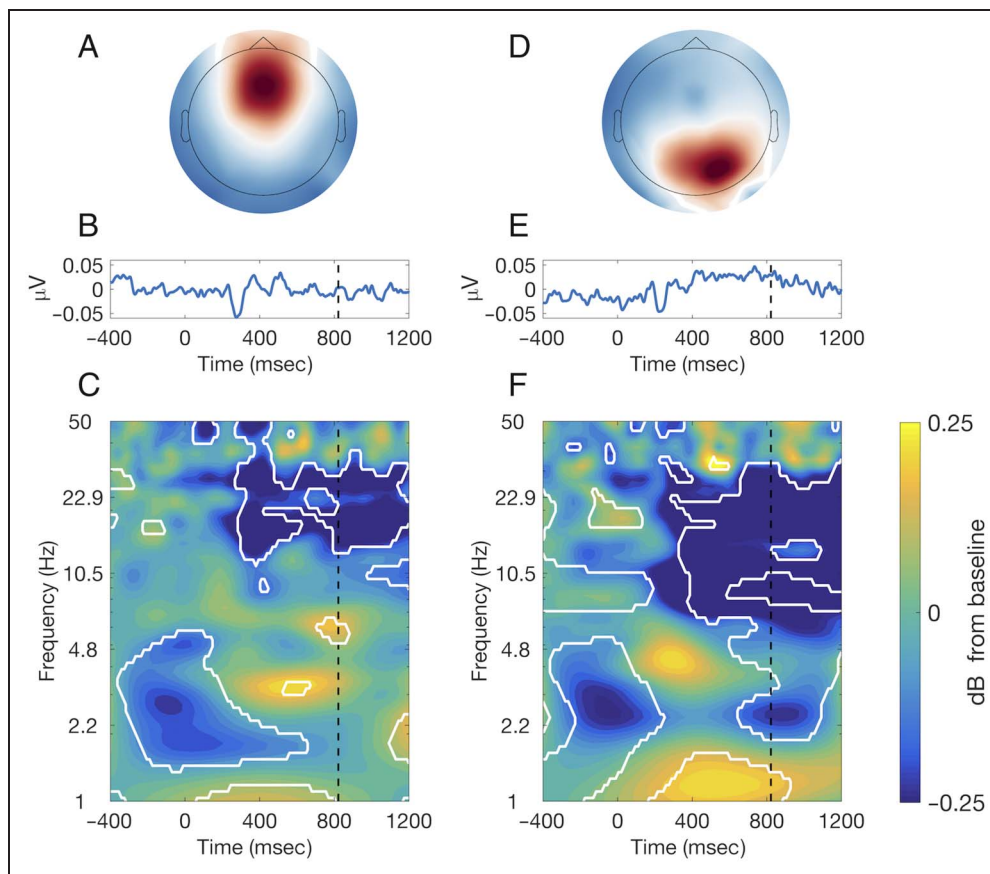 A
D
B
E
μV
0.05
0
−0.05
−400
0
400
800
1200
Time (msec)
μV
0.05
0
−0.05
−400
0
400
800
1200
Time (msec)
C
F
Frequency (Hz)
50
22.9
10.5
4.8
2.2
1
−400
0
400
800
1200
Time (msec)
Frequency (Hz)
50
22.9
10.5
4.8
2.2
1
−400
0
400
800
1200
Time (msec)
0.25
0
−0.25
dB from baseline